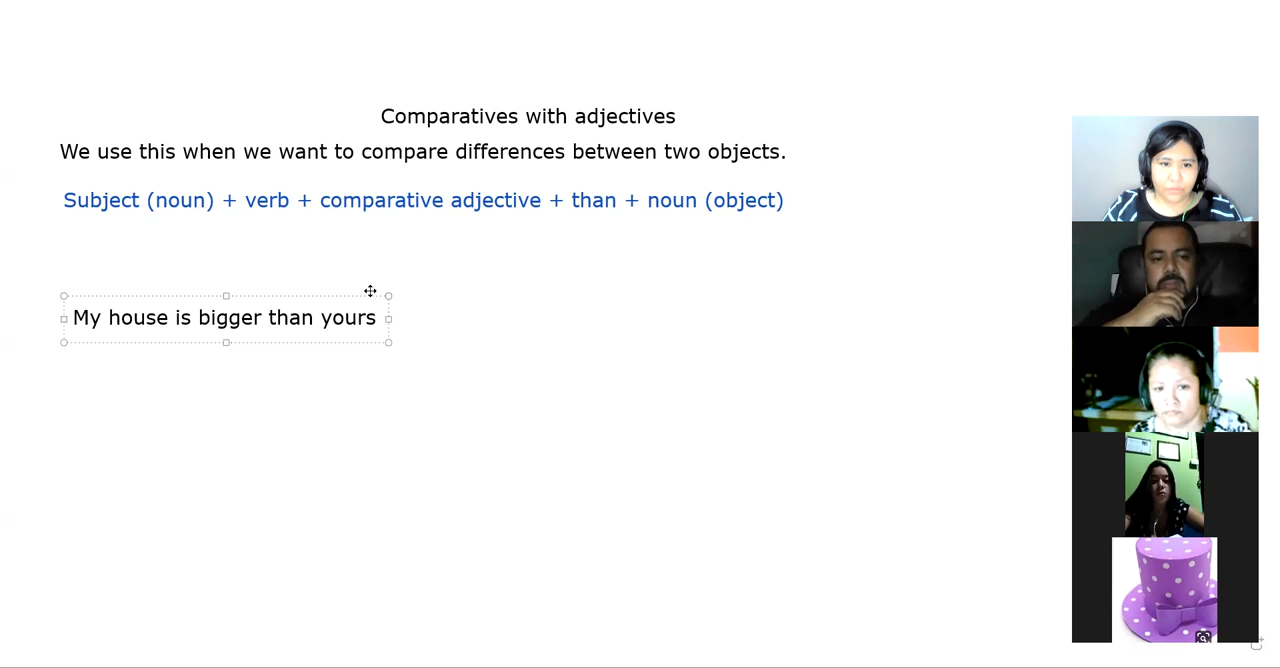 Comparatives with adjectives
We use this when we want to compare differences between two objects.
Subject (noun) + verb + comparative adjective + than + noun (object)
My house is bigger than yours